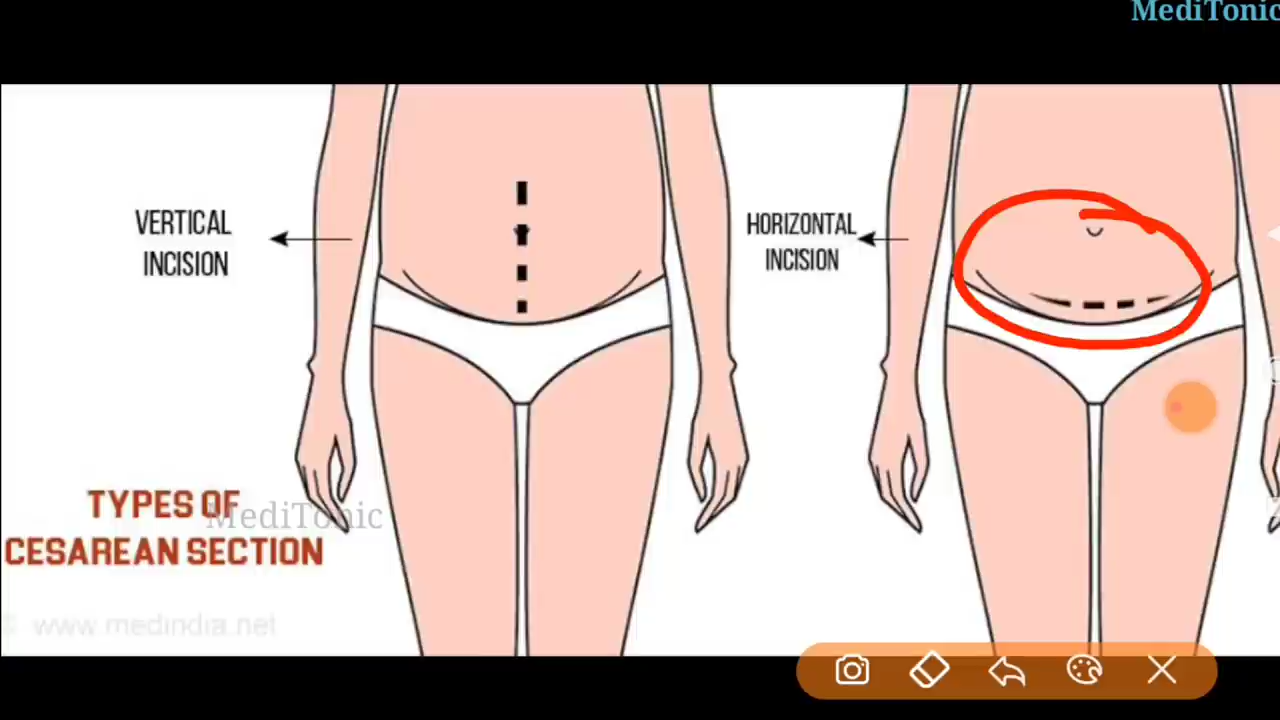 MediTonic
VERTICAL
INCISION
HORIZONTAL
INCISION
TYPES OF
MediTonic
CESAREAN SECTION
© www.medindia.net